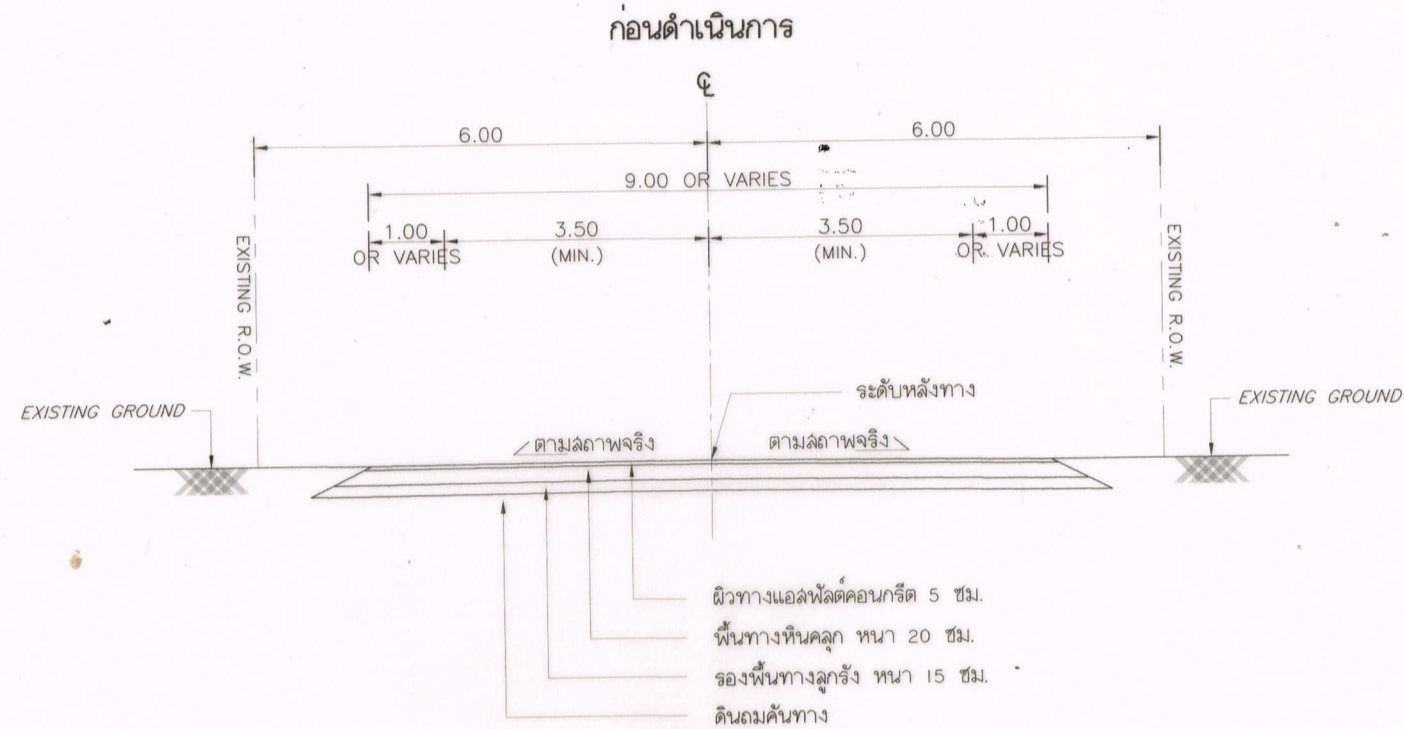 ก่อนดำเนินการ
℄
6.00 6.00
9.00 OR VARIES
1.00 3.50 3.50 1.00
OR VARIES (MIN.) (MIN.) OR VARIES
EXISTING R.O.W.
EXISTING R.O.W.
ระดับหลังทาง
EXISTING GROUND EXISTING GROUND
ตามสภาพจริง ตามสภาพจริง
ผิวทางแอสฟัลต์คอนกรีต 5 ซม.
พื้นทางหินคลุก หนา 20 ซม.
รองพื้นทางลูกรัง หนา 15 ซม.
ดินถมคันทาง